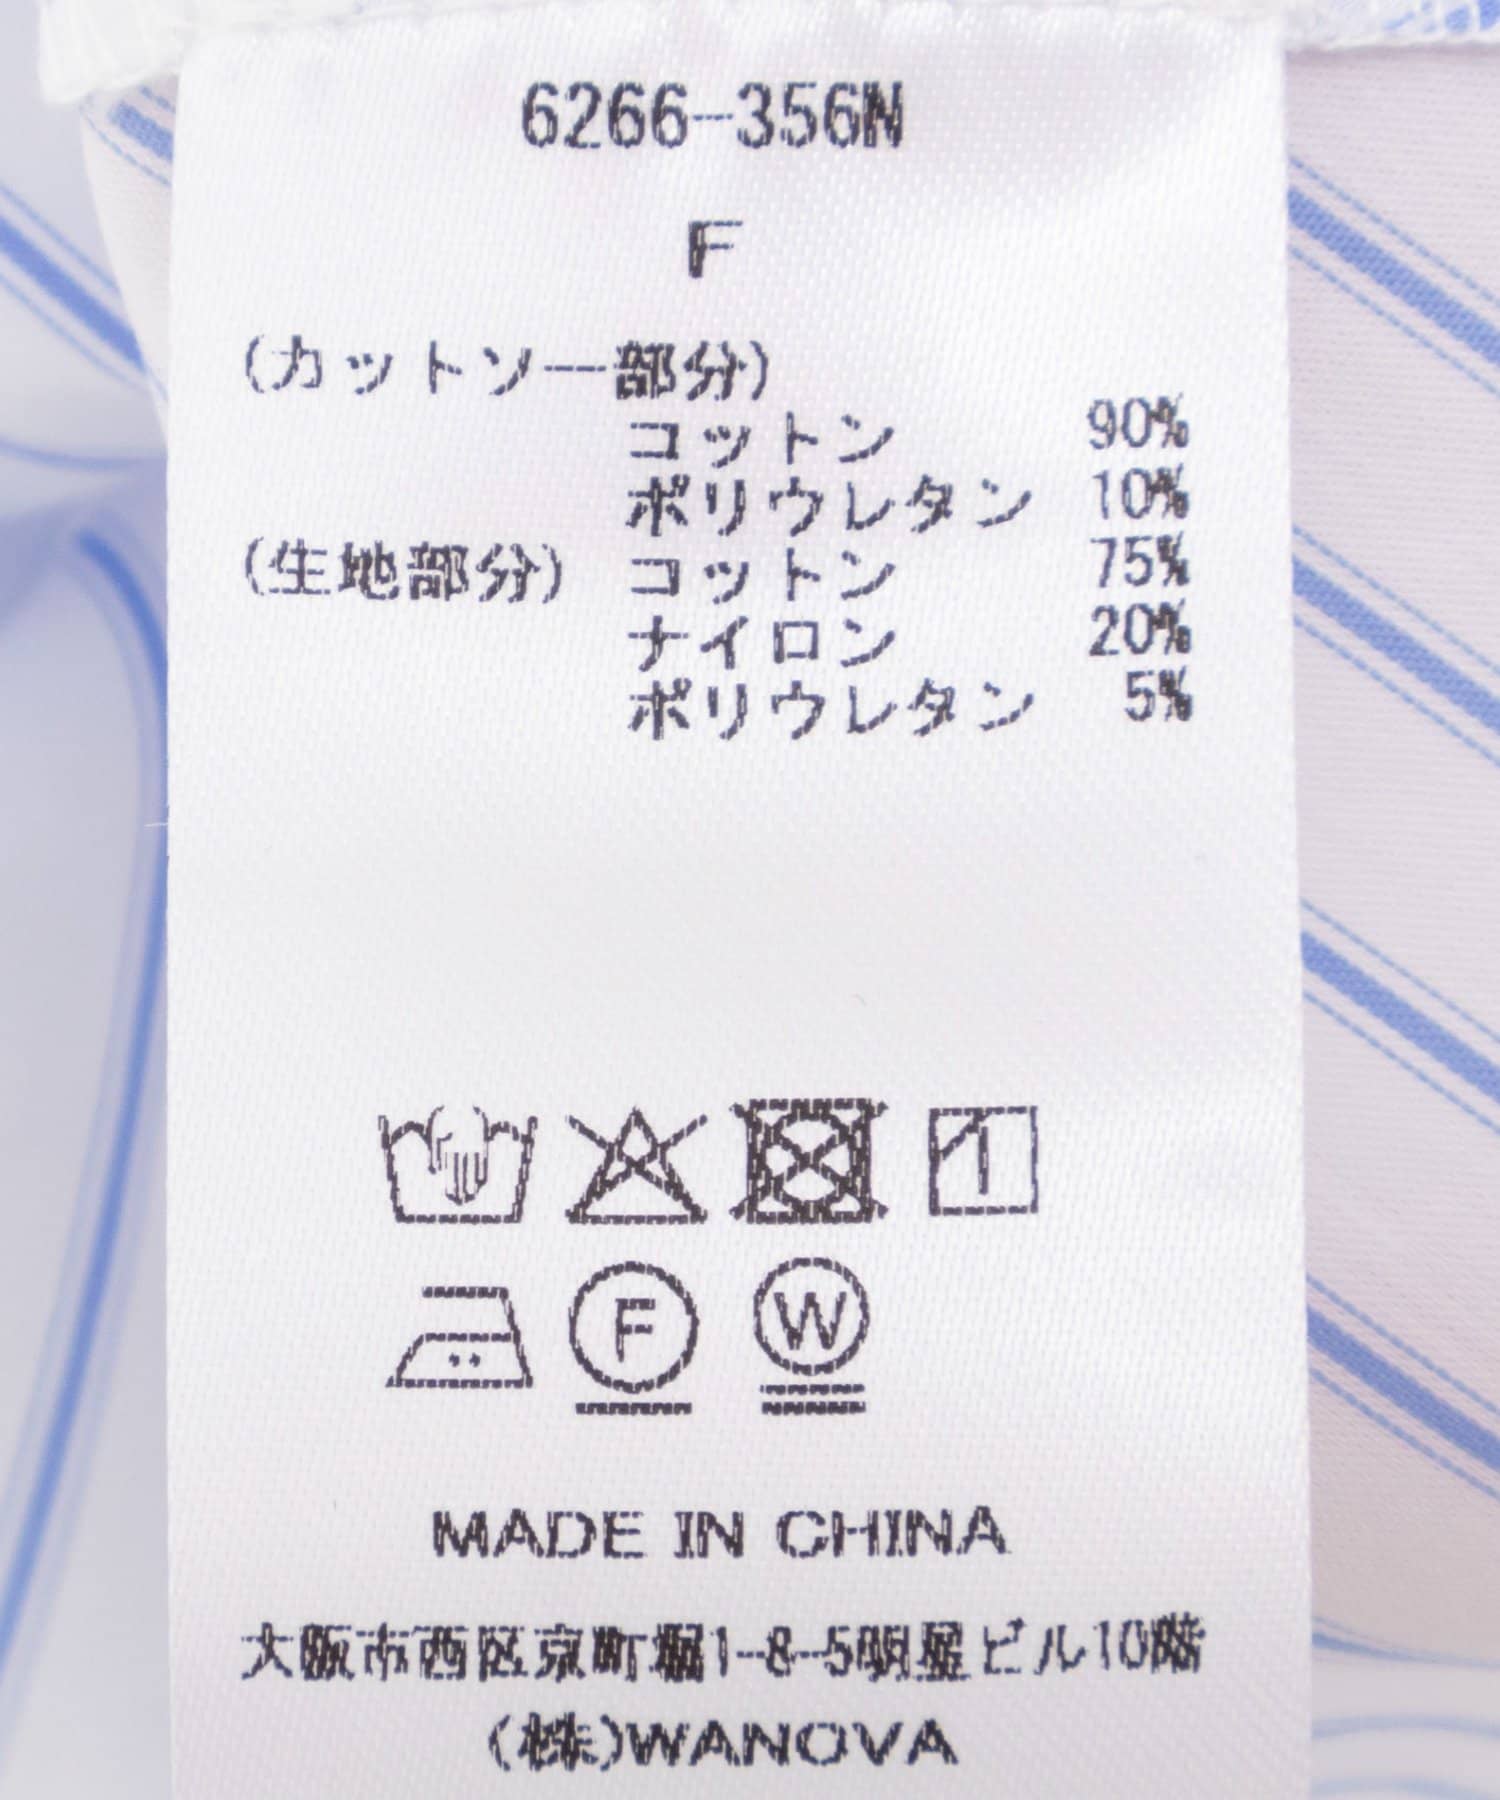 6266-356N
F
(カットソー部分)
コットン 90%
ポリウレタン 10%
(生地部分) コットン 75%
ナイロン 20%
ポリウレタン 5%
F W
MADE IN CHINA
大阪市西区京町堀1-8-5明星ビル10階
(株)WANOVA